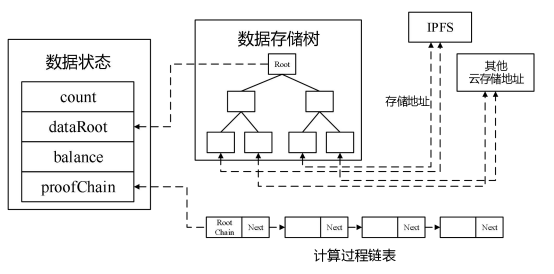 数据状态
count
dataRoot
balance
proofChain
数据存储树
Root
IPFS
其他
云存储地址
存储地址
Root
Chain
Next
Next
Next
Next
计算过程链表